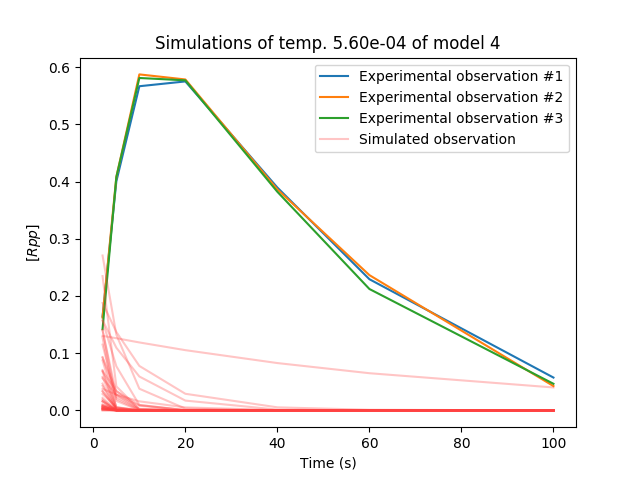 Simulations of temp. 5.60e-04 of model 4
Experimental observation #1
Experimental observation #2
Experimental observation #3
Simulated observation
[Rpp]
0.6
0.5
0.4
0.3
0.2
0.1
0.0
0 20 40 60 80 100
Time (s)